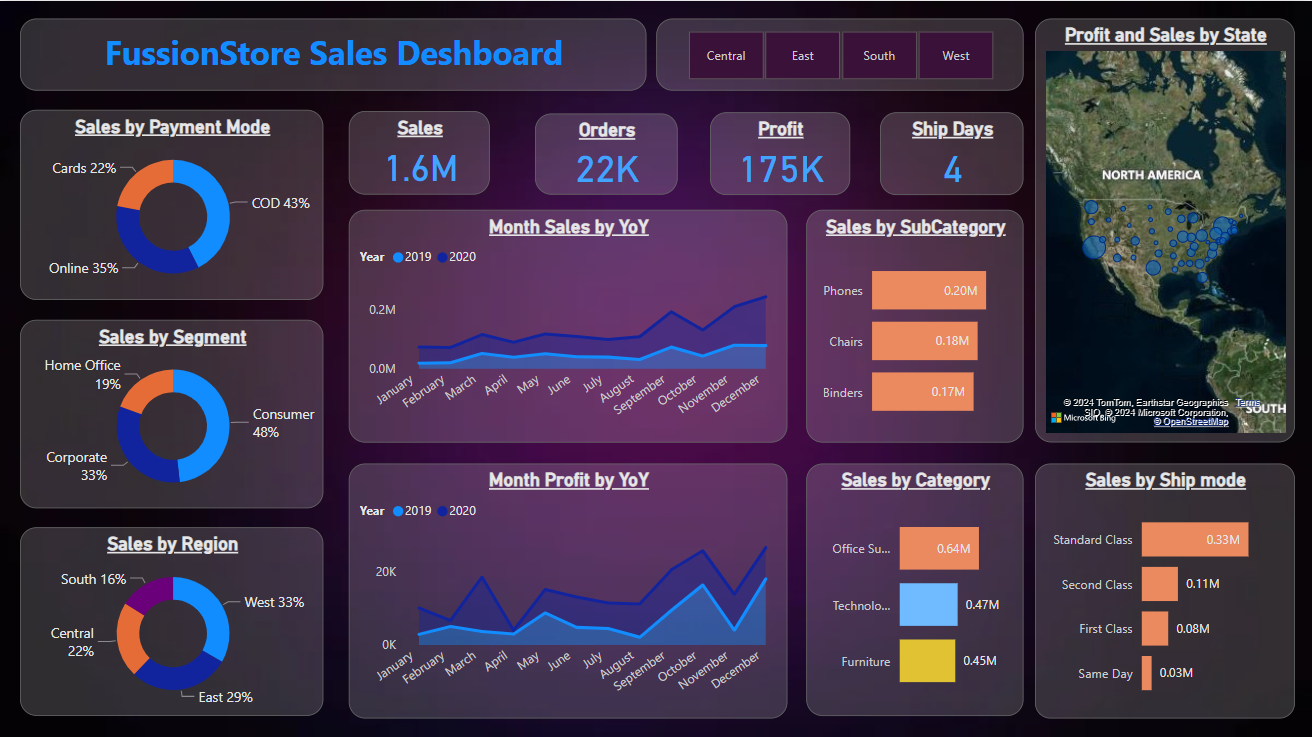 FussionStore Sales Deshboard
Central
East
South
West
Profit and Sales by State
NORTH AMERICA
© 2024 TomTom, Earthstar Geographics Terms
SIO, © 2024 Microsoft Corporation,
© OpenStreetMap
Microsoft Bing
SOUTH
Sales by Payment Mode
Cards 22%
COD 43%
Online 35%
Sales
1.6M
Orders
22K
Profit
175K
Ship Days
4
Month Sales by YoY
Year 2019 2020
0.2M
0.0M
January
February
March
April
May
June
July
August
September
October
November
December
Sales by SubCategory
Phones 0.20M
Chairs 0.18M
Binders 0.17M
Sales by Segment
Home Office
19%
Consumer
48%
Corporate
33%
Month Profit by YoY
Year 2019 2020
20K
0K
January
February
March
April
May
June
July
August
September
October
November
December
Sales by Category
Office Su... 0.64M
Technolo... 0.47M
Furniture 0.45M
Sales by Ship mode
Standard Class 0.33M
Second Class 0.11M
First Class 0.08M
Same Day 0.03M
Sales by Region
South 16%
West 33%
Central
22%
East 29%